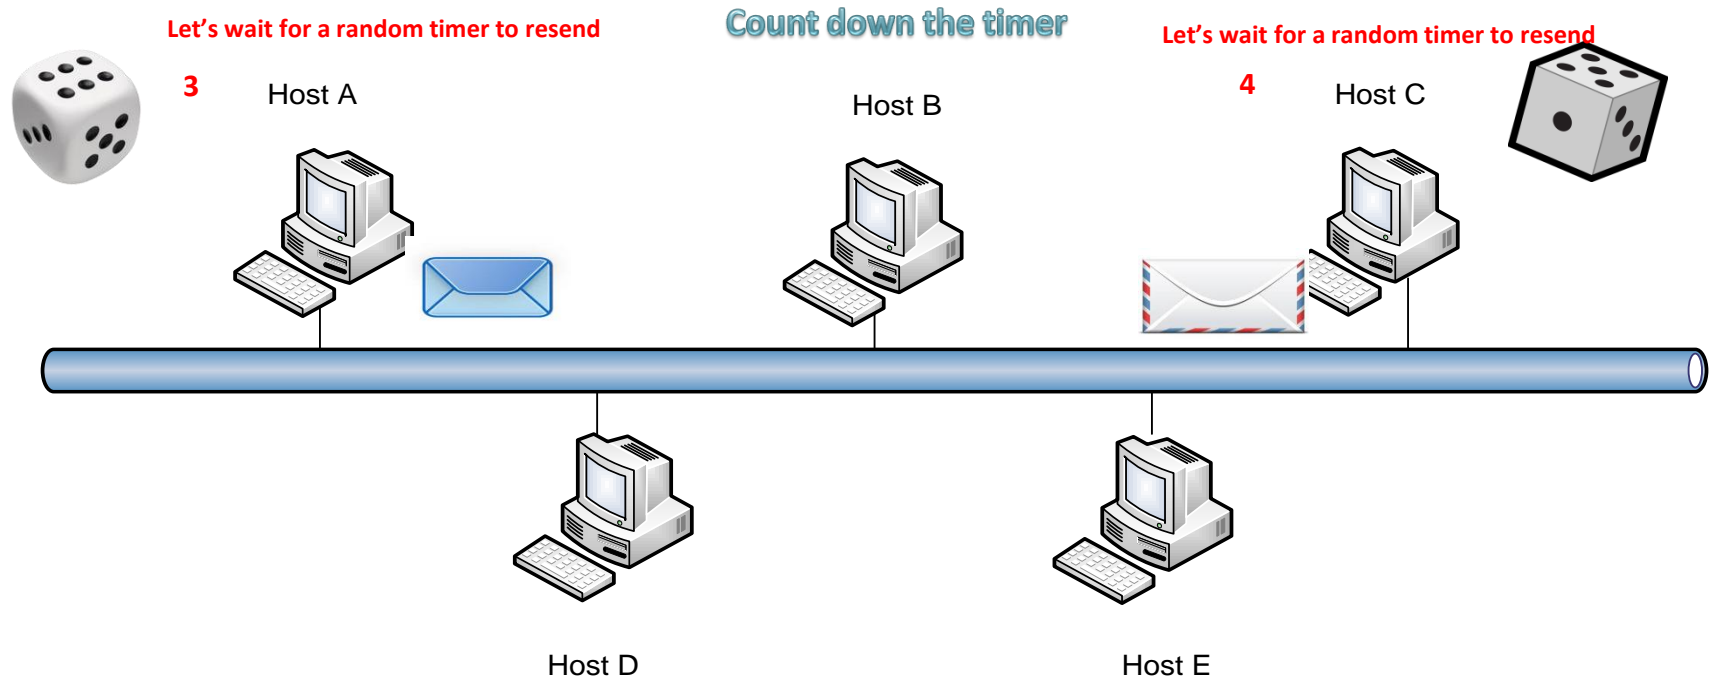 Count down the timer
Let's wait for a random timer to resend
Let's wait for a random timer to resend
3
Host A
Host B
4
Host C
Host D
Host E